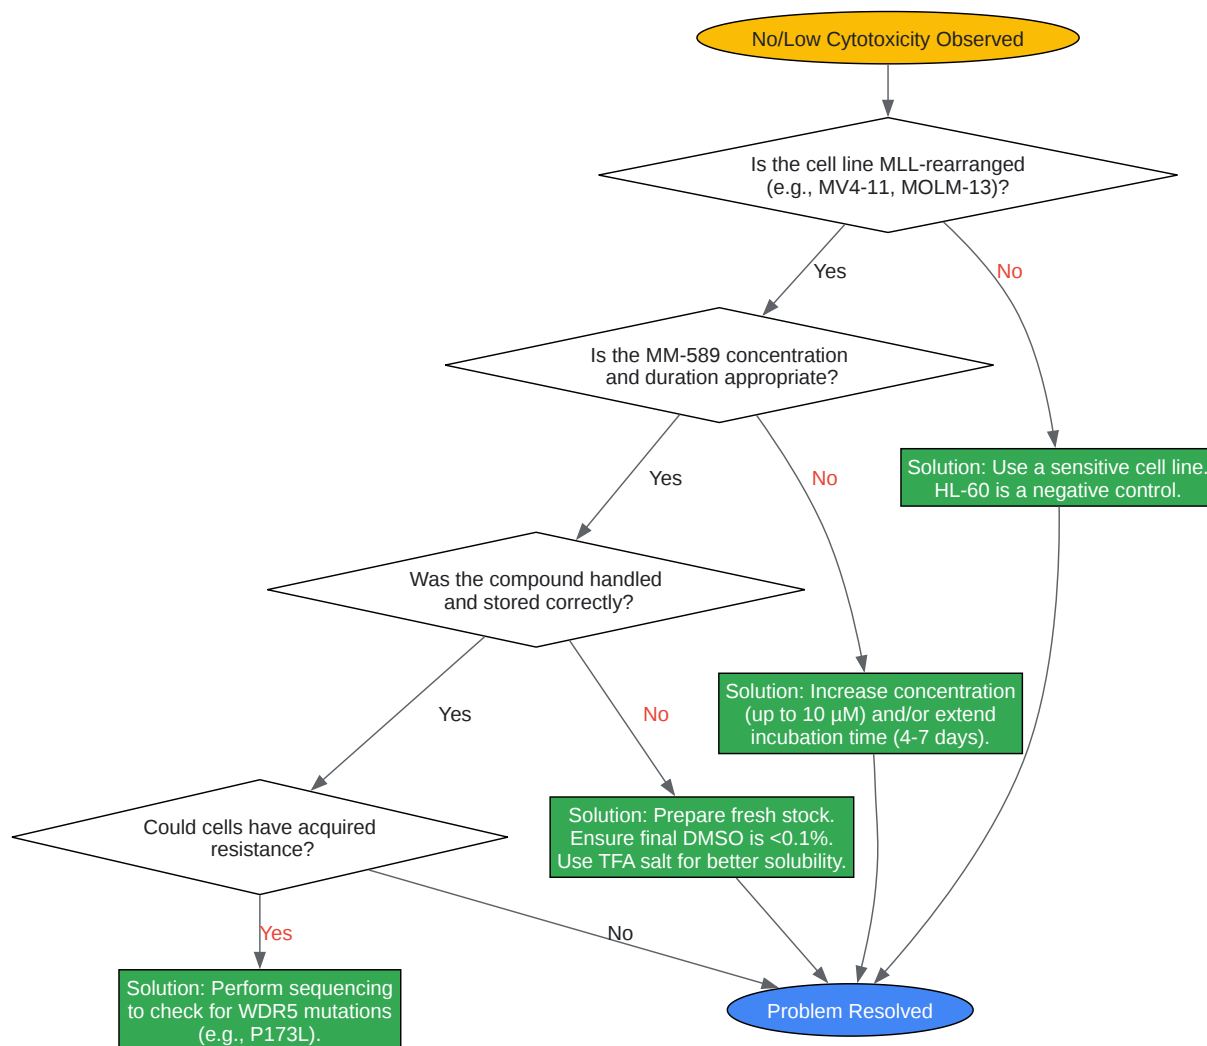 No/Low Cytotoxicity Observed
Is the cell line MLL-rearranged
(e.g., MV4-11, MOLM-13)?
Yes
No
Is the MM-589 concentration
and duration appropriate?
Yes
No
Solution: Use a sensitive cell line.
HL-60 is a negative control.
Was the compound handled
and stored correctly?
Yes
No
Solution: Increase concentration
(up to 10 µM) and/or extend
incubation time (4-7 days).
Could cells have acquired
resistance?
Solution: Prepare fresh stock.
Ensure final DMSO is <0.1%.
Use TFA salt for better solubility.
Yes
No
Solution: Perform sequencing
to check for WDR5 mutations
(e.g., P173L).
Problem Resolved